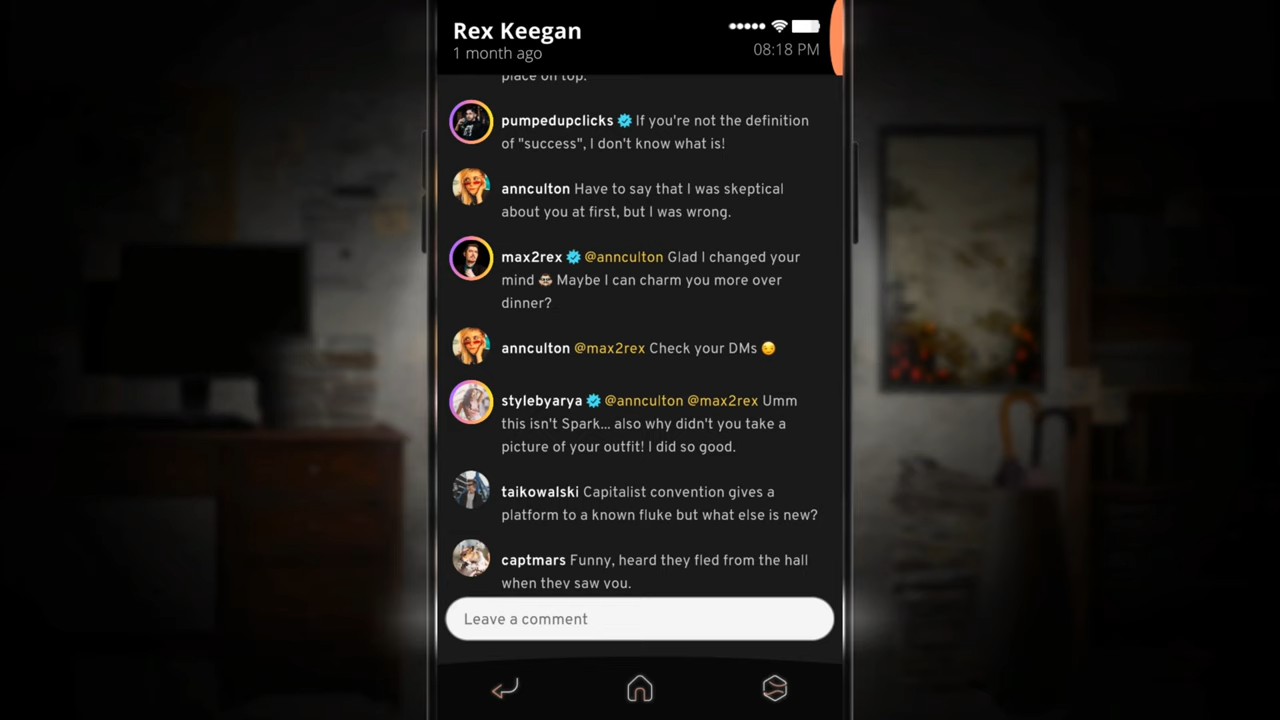 Rex Keegan
1 month ago
08:18 PM
place on top.
pumpedupclicks If you're not the definition
of "success", I don't know what is!
annculton Have to say that I was skeptical
about you at first, but I was wrong.
max2rex @annculton Glad I changed your
mind Maybe I can charm you more over
dinner?
annculton @max2rex Check your DMs 😏
stylebyarya @annculton @max2rex Umm
this isn't Spark... also why didn't you take a
picture of your outfit! I did so good.
taikowalski Capitalist convention gives a
platform to a known fluke but what else is new?
captmars Funny, heard they fled from the hall
when they saw you.
Leave a comment